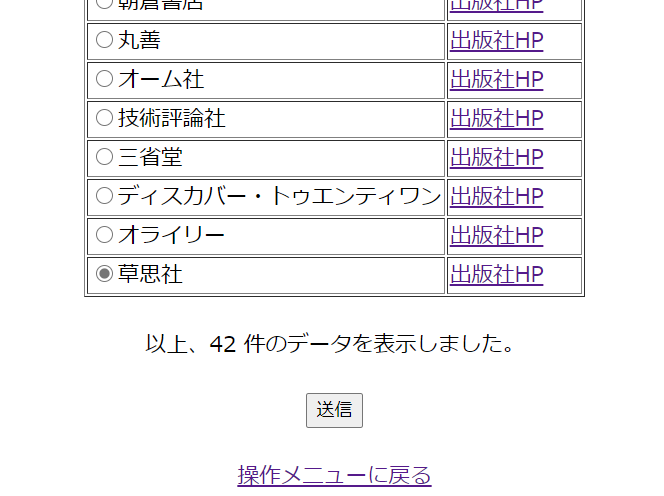 朝倉書店 出版社HP
丸善 出版社HP
オーム社 出版社HP
技術評論社 出版社HP
三省堂 出版社HP
ディスカバー・トゥエンティワン 出版社HP
オライリー 出版社HP
草思社 出版社HP
以上、42 件のデータを表示しました。
送信
操作メニューに戻る